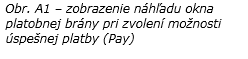 Obr. A1 – zobrazenie náhľadu okna
platobnej brány pri zvolení možnosti
úspešnej platby (Pay)